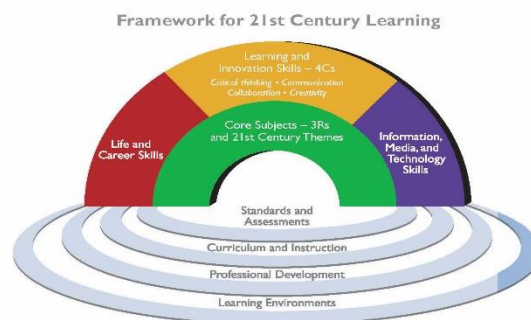 Framework for 21st Century Learning
Learning and
Innovation Skills – 4Cs
Critical thinking • Communication
Collaboration • Creativity
Core Subjects – 3Rs
and 21st Century Themes
Life and
Career Skills
Information,
Media, and
Technology
Skills
Standards and
Assessments
Curriculum and Instruction
Professional Development
Learning Environments